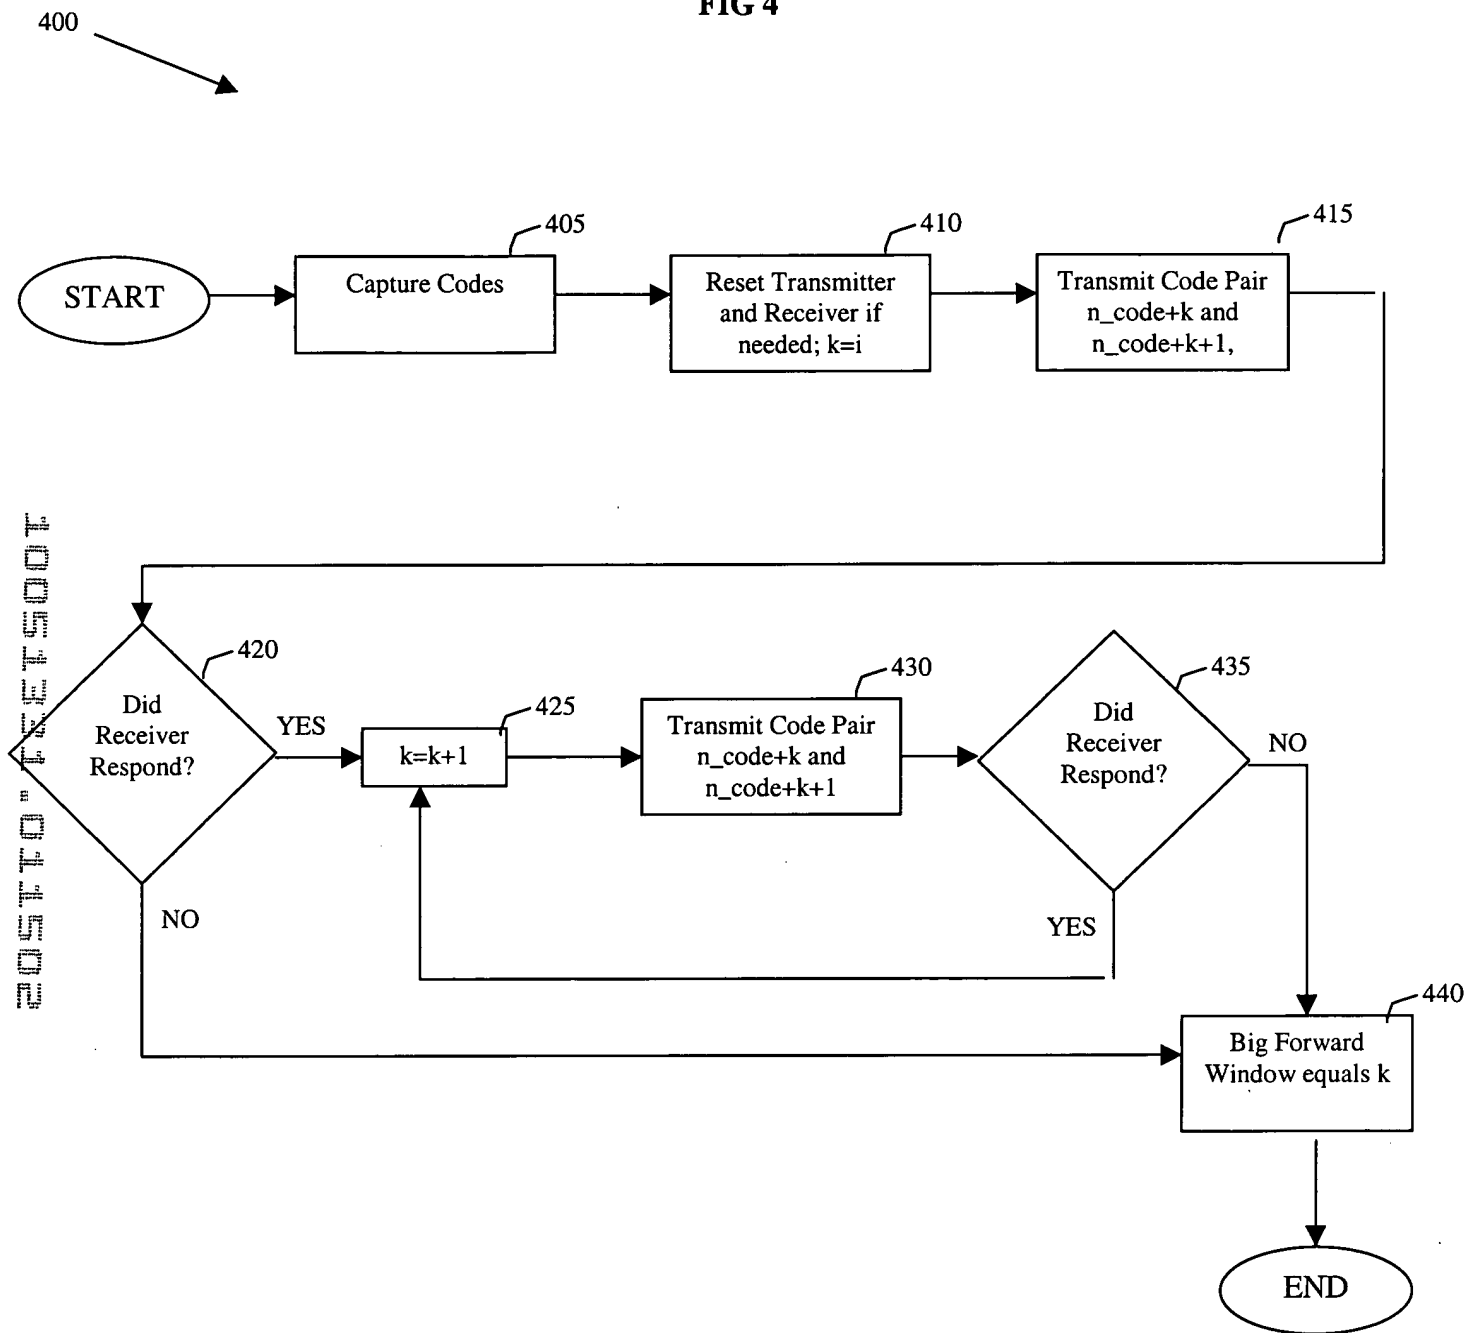 FIG 4
400
405
410
415
START
Capture Codes
Reset Transmitter
and Receiver if
needed; k=i
Transmit Code Pair
n_code+k and
n_code+k+1,
420
425
430
435
Did
Receiver
Respond?
YES
k=k+1
Transmit Code Pair
n_code+k and
n_code+k+1
Did
Receiver
Respond?
NO
NO
YES
440
Big Forward
Window equals k
END
10051331.011502